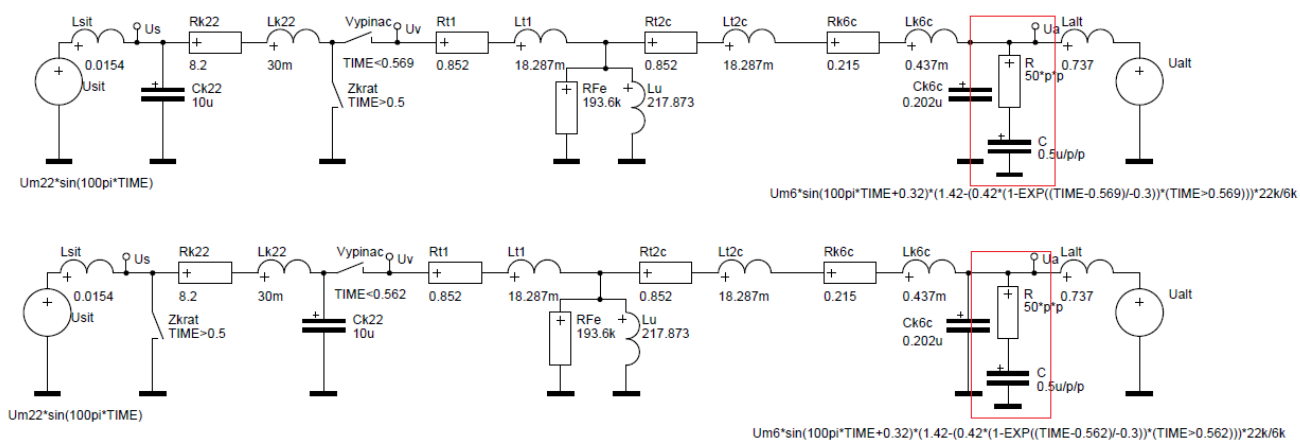 Lsit
Us
Rk22
Lk22
Vypinac
Uv
Rt1
Lt1
Rt2c
Lt2c
Rk6c
Lk6c
Ua
Lalt
0.0154
8.2
30m
TIME<0.569
0.852
18.287m
0.852
18.287m
0.215
0.437m
0.737
R
50*p*p
Usit
Ck22
10u
Zkrat
TIME>0.5
RFe
193.6k
Lu
217.873
Ck6c
0.202u
Ualt
C
0.5u/p/p
Um22*sin(100pi*TIME)
Um6*sin(100pi*TIME+0.32)*(1.42-(0.42*(1-EXP((TIME-0.569)/-0.3))*(TIME>0.569)))*22k/6k
Lsit
Us
Rk22
Lk22
Vypinac
Uv
Rt1
Lt1
Rt2c
Lt2c
Rk6c
Lk6c
Ua
Lalt
0.0154
8.2
30m
TIME<0.562
0.852
18.287m
0.852
18.287m
0.215
0.437m
0.737
R
50*p*p
Usit
Zkrat
TIME>0.5
Ck22
10u
RFe
193.6k
Lu
217.873
Ck6c
0.202u
Ualt
C
0.5u/p/p
Um22*sin(100pi*TIME)
Um6*sin(100pi*TIME+0.32)*(1.42-(0.42*(1-EXP((TIME-0.562)/-0.3))*(TIME>0.562)))*22k/6k